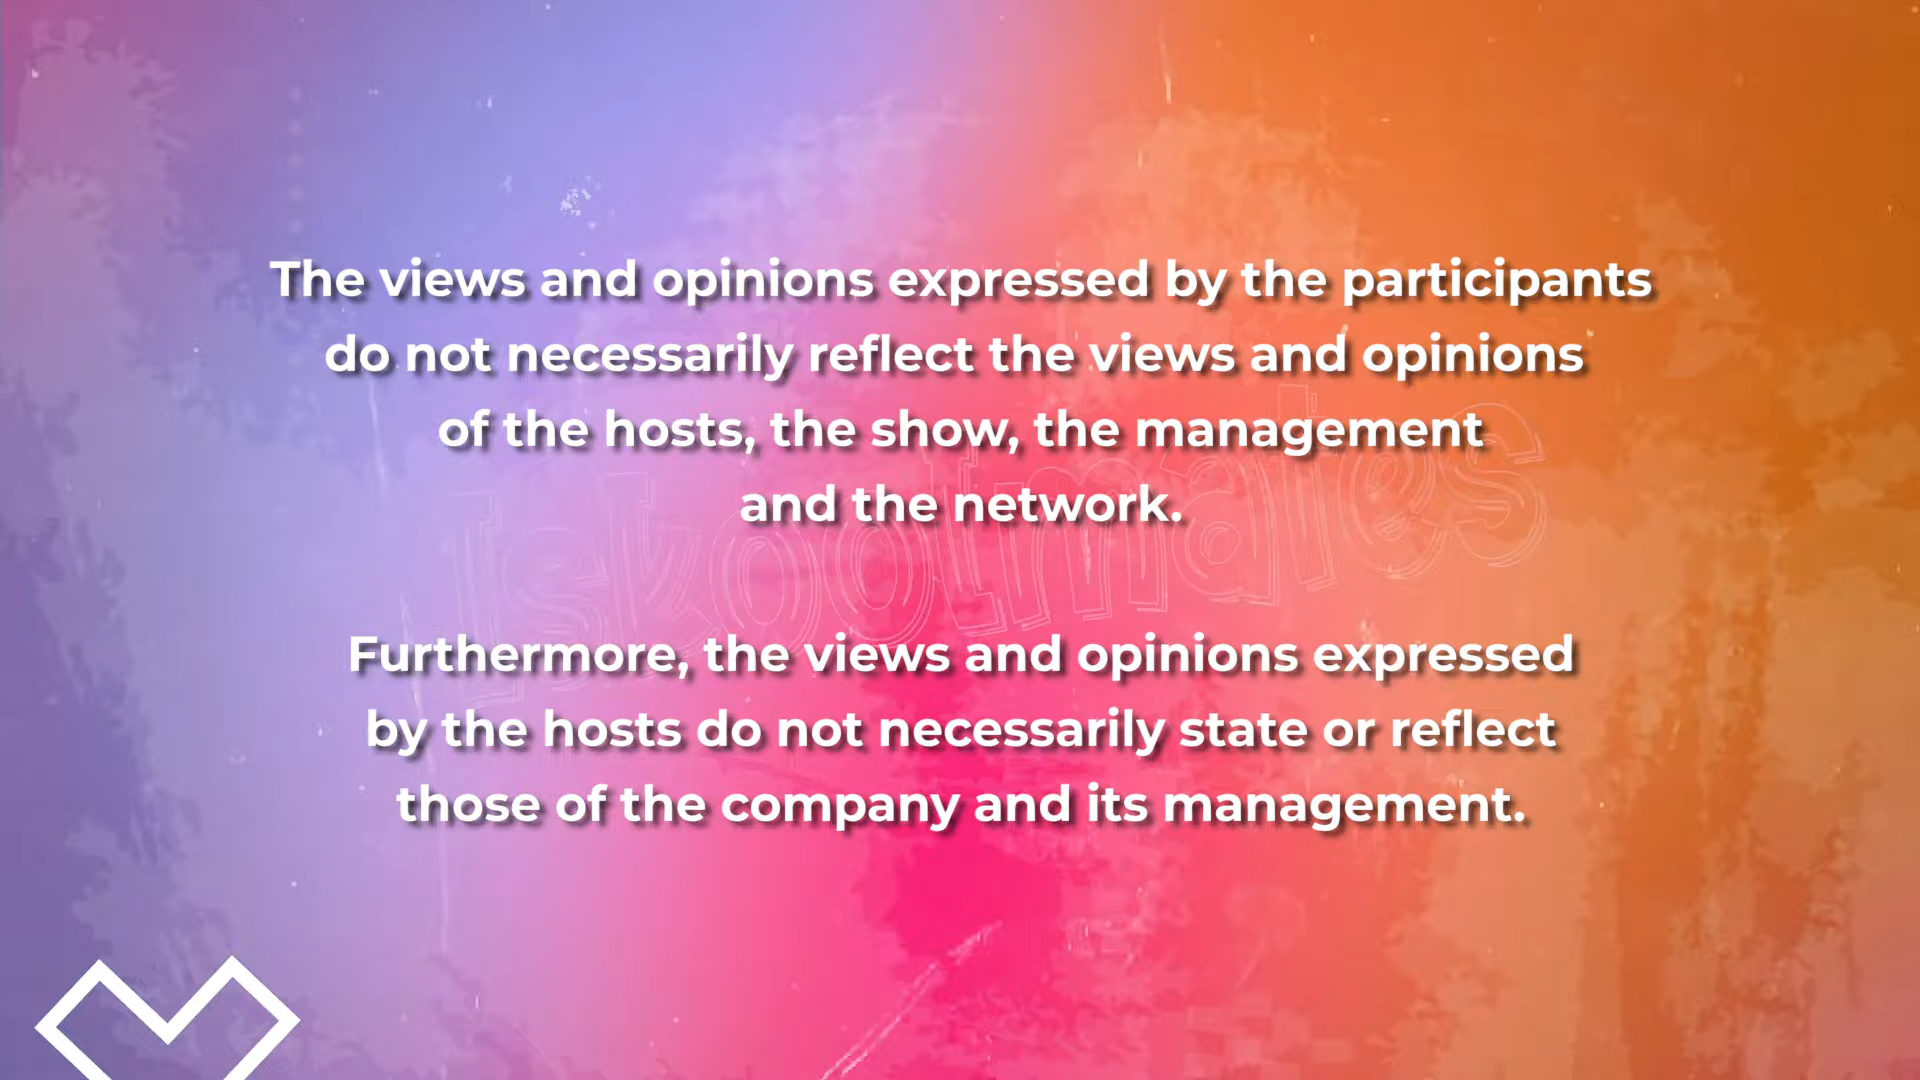 The views and opinions expressed by the participants
do not necessarily reflect the views and opinions
of the hosts, the show, the management
and the network.
Iskoolmates
Furthermore, the views and opinions expressed
by the hosts do not necessarily state or reflect
those of the company and its management.